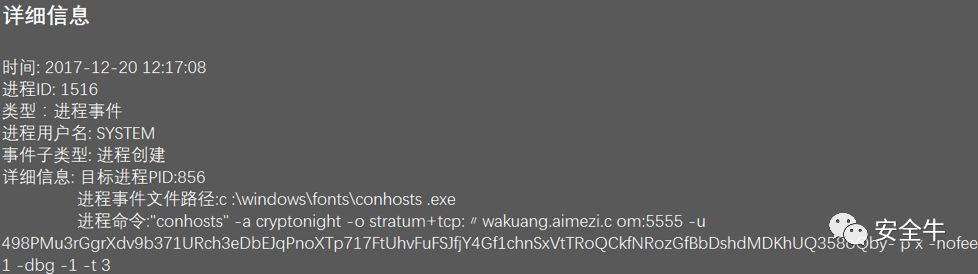 详细信息
时间: 2017-12-20 12:17:08
进程ID: 1516
类型：进程事件
进程用户名: SYSTEM
事件子类型: 进程创建
详细信息: 目标进程PID:856
进程事件文件路径:c :\windows\fonts\conhosts .exe
进程命令:"conhosts" -a cryptonight -o stratum+tcp:〃wakuang.aimezi.c om:5555 -u
-p x -nofee
1 -dbg -1 -t 3
安全牛